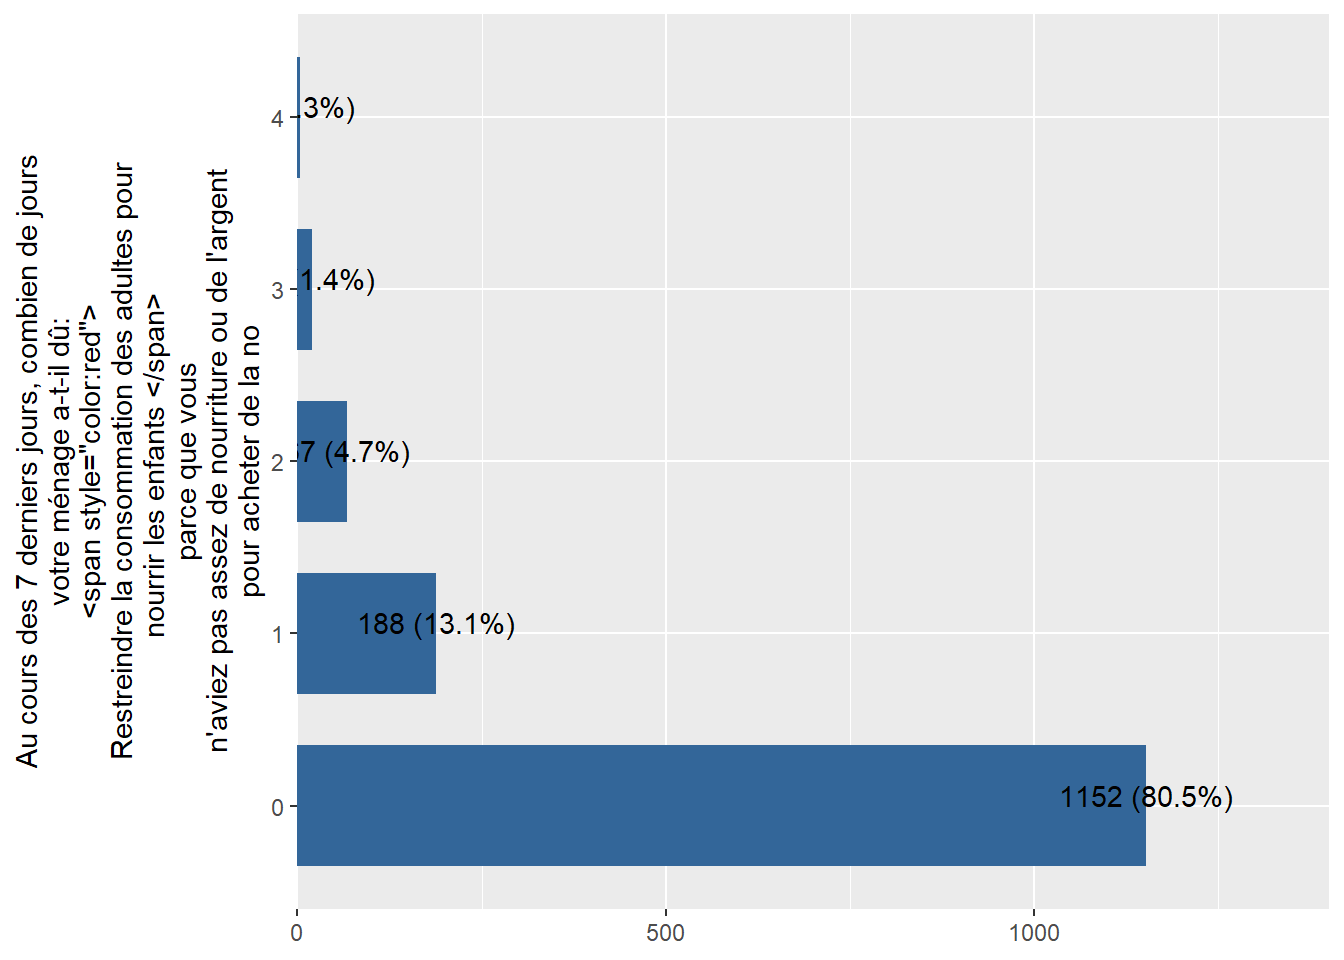 Au cours des 7 derniers jours, combien de jours
votre ménage a-t-il dû:
<span style="color:red">
Restreindre la consommation des adultes pour
nourrir les enfants </span>
parce que vous
n'aviez pas assez de nourriture ou de l'argent
pour acheter de la no
4
.3%)
3
1.4%)
2
67 (4.7%)
1
188 (13.1%)
0
1152 (80.5%)
0
500
1000